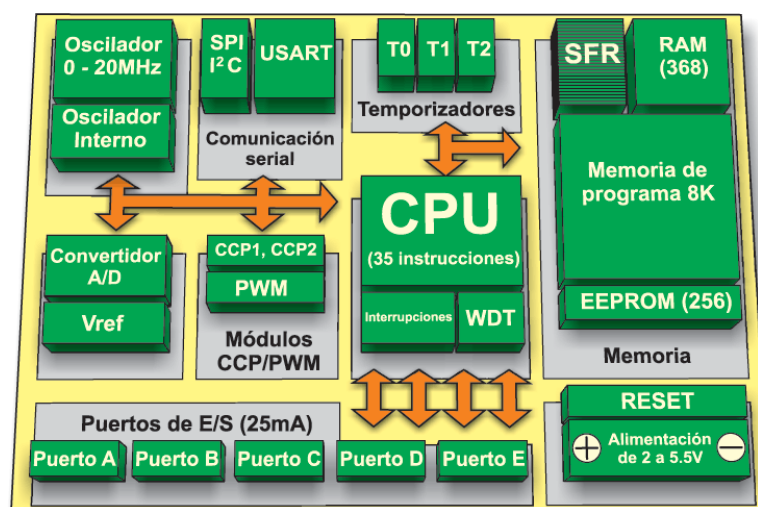 Oscilador
0 - 20MHz
Oscilador
Interno
SPI
I²C
USART
Comunicación
serial
T0
T1
T2
Temporizadores
SFR
RAM
(368)
Memoria de
programa 8K
EEPROM (256)
Memoria
CPU
(35 instrucciones)
Interrupciones
WDT
Convertidor
A/D
Vref
CCP1, CCP2
PWM
Módulos
CCP/PWM
Puertos de E/S (25mA)
Puerto A
Puerto B
Puerto C
Puerto D
Puerto E
RESET
+
Alimentación
de 2 a 5.5V
−